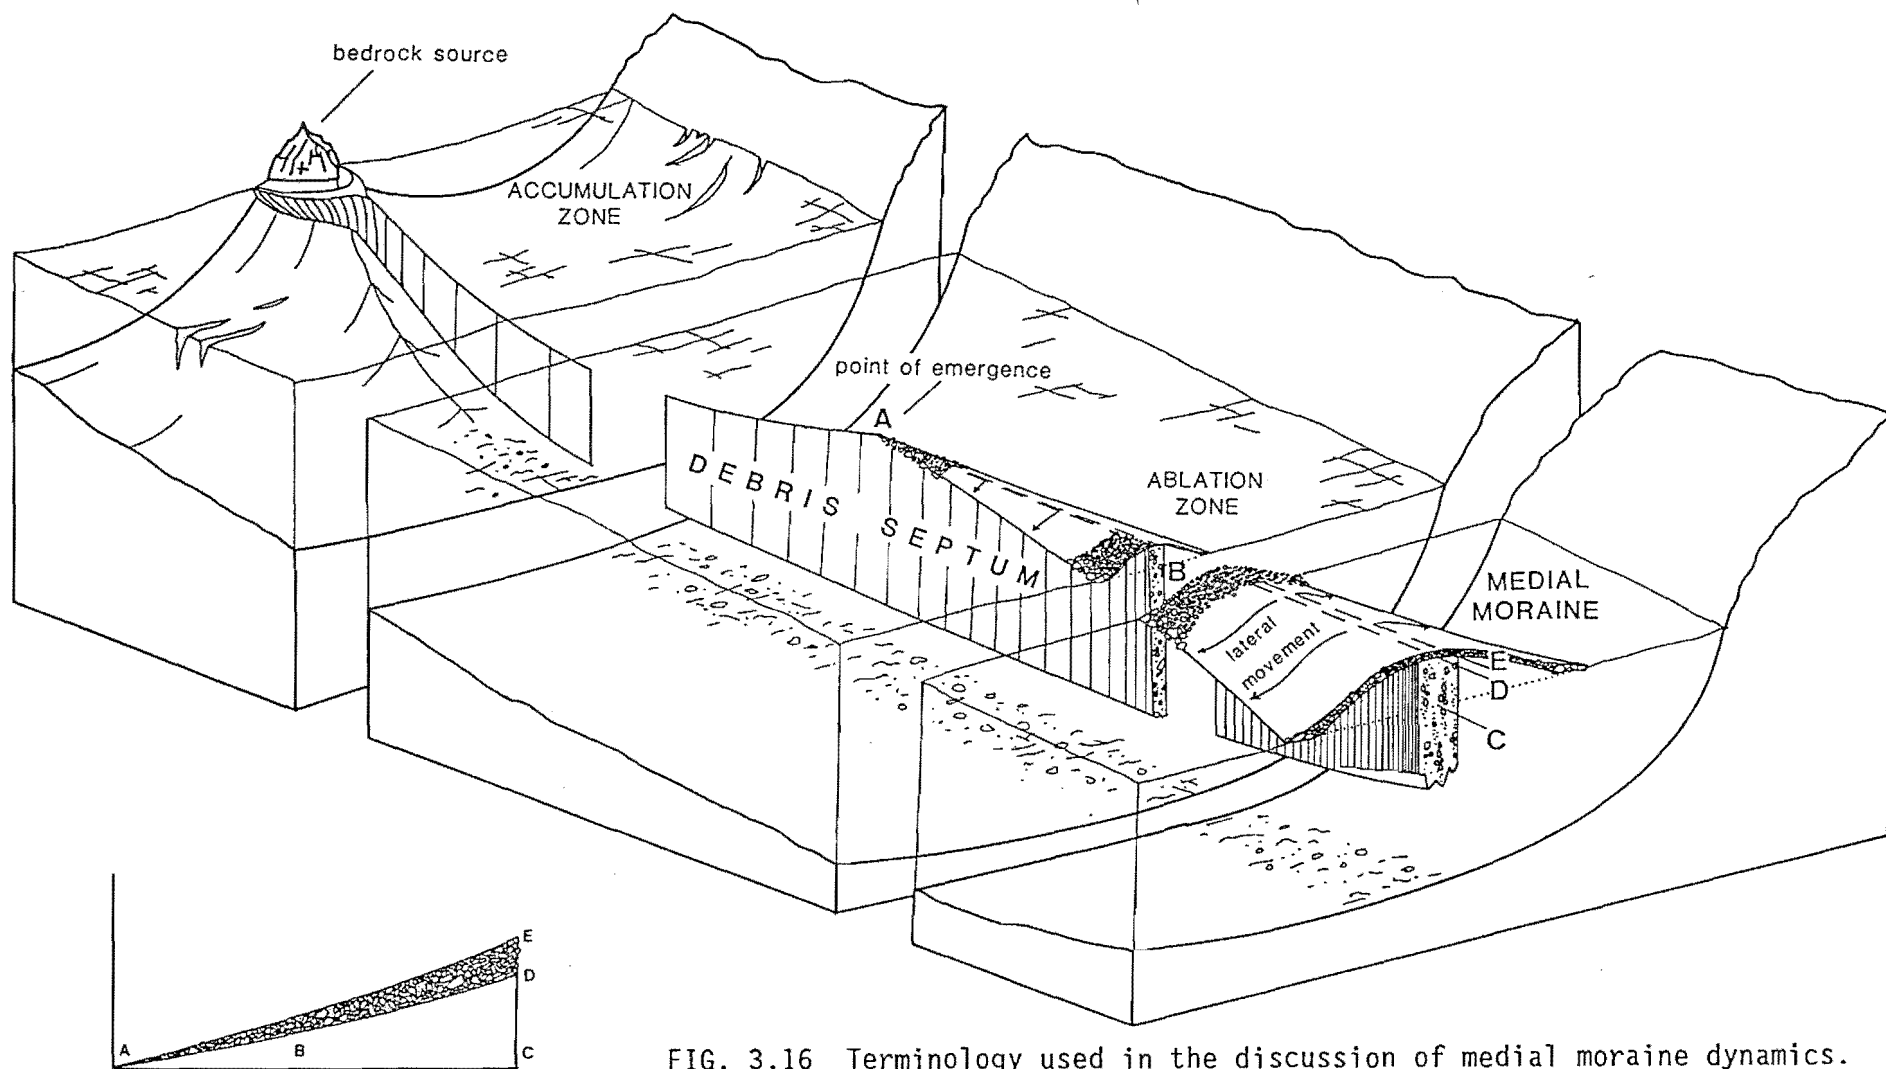 bedrock source
ACCUMULATION
ZONE
point of emergence
A
DEBRIS SEPTUM
ABLATION
ZONE
B
MEDIAL
MORAINE
lateral
movement
E
D
C
E
D
A
B
C
FIG. 3.16 Terminology used in the discussion of medial moraine dynamics.